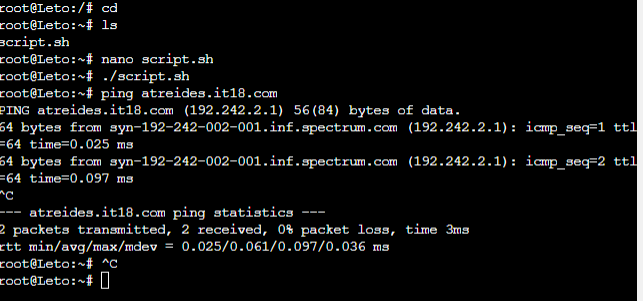 root@Leto:/# cd
root@Leto:~# ls
script.sh
root@Leto:~# nano script.sh
root@Leto:~# ./script.sh
root@Leto:~# ping atreides.it18.com
PING atreides.it18.com (192.242.2.1) 56(84) bytes of data.
64 bytes from syn-192-242-002-001.inf.spectrum.com (192.242.2.1): icmp_seq=1 ttl
=64 time=0.025 ms
64 bytes from syn-192-242-002-001.inf.spectrum.com (192.242.2.1): icmp_seq=2 ttl
=64 time=0.097 ms
^C
--- atreides.it18.com ping statistics ---
2 packets transmitted, 2 received, 0% packet loss, time 3ms
rtt min/avg/max/mdev = 0.025/0.061/0.097/0.036 ms
root@Leto:~# ^C
root@Leto:~#